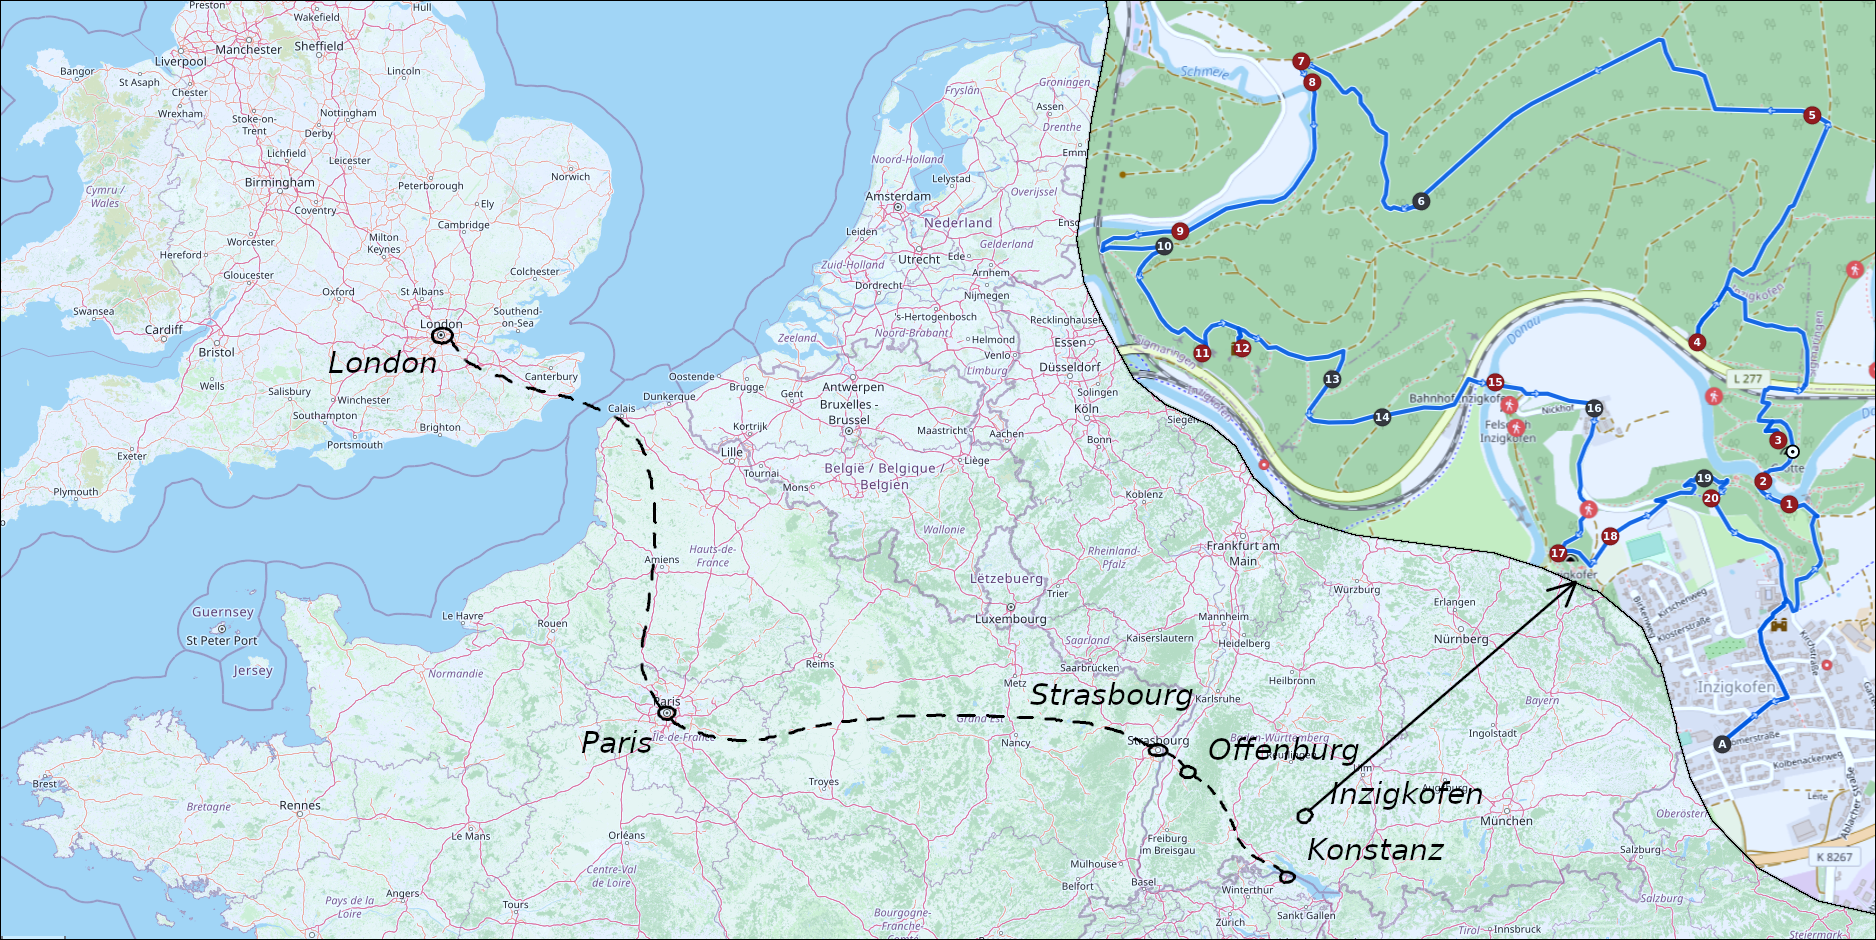 Preston
Wakefield
Hull
Manchester
Sheffield
Liverpool
Bangor
St Asaph
Chester
Lincoln
Wrexham
Stoke-on-
Trent
Nottingham
Derby
Lichfield
Leicester
Birmingham
Peterborough
Norwich
Cymru /
Wales
Coventry
Ely
Cambridge
Worcester
Milton
Keynes
Hereford
Gloucester
Colchester
Oxford
St Albans
Southend-
on-Sea
Swansea
Cardiff
London
London
Bristol
Canterbury
Wells
Salisbury
Winchester
Southampton
Brighton
Portsmouth
Exeter
Plymouth
Guernsey
St Peter Port
Jersey
Groningen
Fryslân
Assen
Drenthe
Emm
Noord-Holland
Lelystad
Overijssel
Amsterdam
Nederland
Ensc
Leiden
Gelderland
Utrecht
Ede
Zuid-Holland
Arnhem
Dordrecht
Nijmegen
's-Hertogenbosch
Recklinghausen
Noord-Brabant
Zeeland
Helmond
Essen
Venlo
Limburg
Düsseldorf
Oostende
Brugge
Antwerpen
Solingen
Dunkerque
Gent
Bruxelles -
Brussel
Köln
Calais
Kortrijk
Maastricht
Aachen
Siegen
Bonn
Lille
Tournai
België / Belgique /
Belgien
Liège
Mons
Koblenz
Wallonie
Amiens
Hauts-de-
France
Rheinland-
Pfalz
Frankfurt am
Main
Lëtzebuerg
Trier
Luxembourg
Würzburg
Erlangen
Mannheim
Le Havre
Rouen
Saarland
Kaiserslautern
Heidelberg
Nürnberg
Normandie
Reims
Saarbrücken
Metz
Heilbronn
Karlsruhe
Bayern
Strasbourg
Paris
Paris
Île-de-France
Grand Est
Nancy
Strasbourg
Offenburg
Baden-Württemberg
Ingolstadt
Troyes
Inzigkofen
München
Brest
Bretagne
Rennes
Le Mans
Orléans
Freiburg
im Breisgau
Konstanz
Oberösterr
Salzburg
Mulhouse
Centre-Val
de Loire
Belfort
Basel
Winterthur
Angers
Pays de la
Loire
Tours
Bourgogne-
Franche-
Comté
Zürich
Sankt Gallen
Salzburg
Tirol
Innsbruck
Steiermark
Schmeie
7
8
5
6
9
10
11
12
13
14
15
16
4
3
2
1
19
20
17
18
A
Sigmaringen
Inzigkofen
Donau
Inzigkofen
Sigmaringen
L 277
Nickhof
Birkenweg
Kirschenweg
Klosterstraße
Kirchstraße
Inzigkofen
Kolbenackerweg
Leite
Ablacher Straße
K 8267